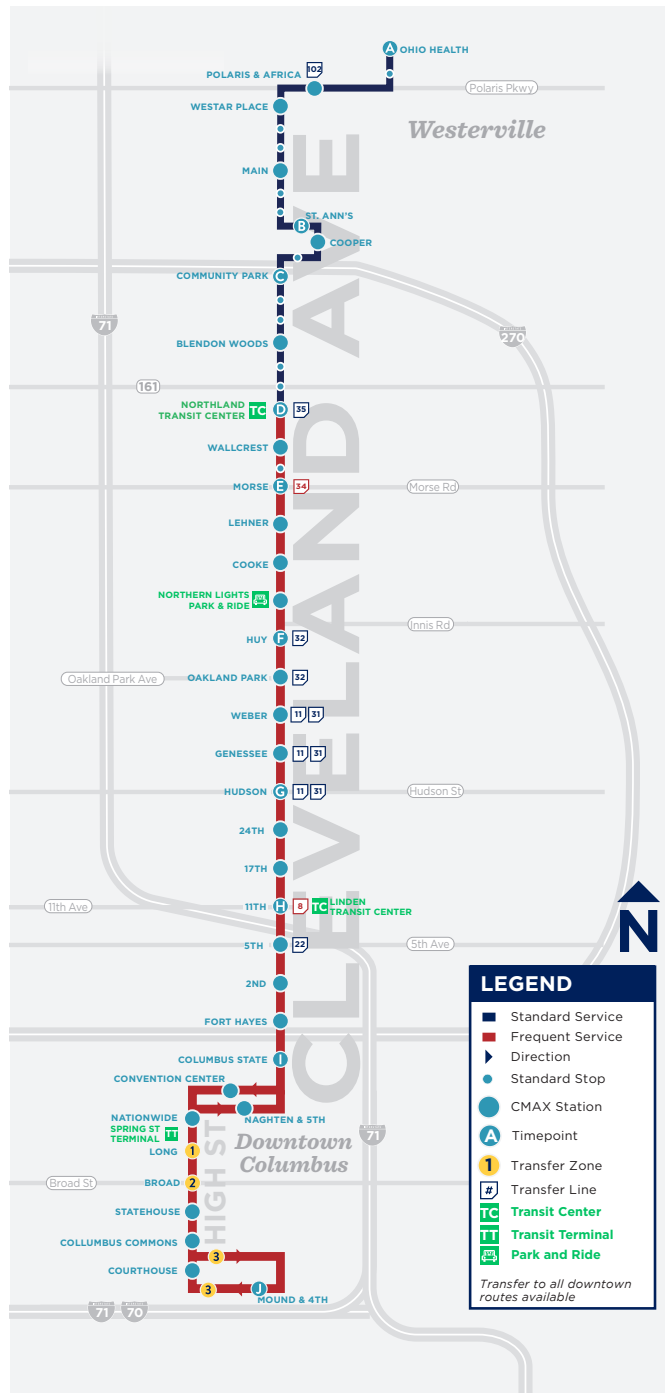 A OHIO HEALTH
102
POLARIS & AFRICA
Polaris Pkwy
WESTAR PLACE
Westerville
MAIN
ST. ANN'S
B
COOPER
COMMUNITY PARK C
71
270
BLENDON WOODS
161
NORTHLAND
TRANSIT CENTER TC D 35
WALLCREST
MORSE E 34 Morse Rd
LEHNER
COOKE
NORTHERN LIGHTS
PARK & RIDE
Innis Rd
HUY F 32
Oakland Park Ave OAKLAND PARK 32
WEBER 11 31
GENESSEE 11 31
HUDSON G 11 31 Hudson St
24TH
17TH
11th Ave 11TH H 8 TC LINDEN
TRANSIT CENTER
5TH 22 5th Ave
2ND
FORT HAYES
COLUMBUS STATE I
CLEVELAND AVE
CONVENTION CENTER
NAGHTEN & 5TH
NATIONWIDE
SPRING ST
TERMINAL TT
71
LONG 1
Downtown
Columbus
HIGH ST
Broad St BROAD 2
STATEHOUSE
COLLUMBUS COMMONS
3
COURTHOUSE
3 J
MOUND & 4TH
71 70
N
LEGEND
Standard Service
Frequent Service
Direction
Standard Stop
CMAX Station
A Timepoint
1 Transfer Zone
# Transfer Line
TC Transit Center
TT Transit Terminal
Park and Ride
Transfer to all downtown
routes available